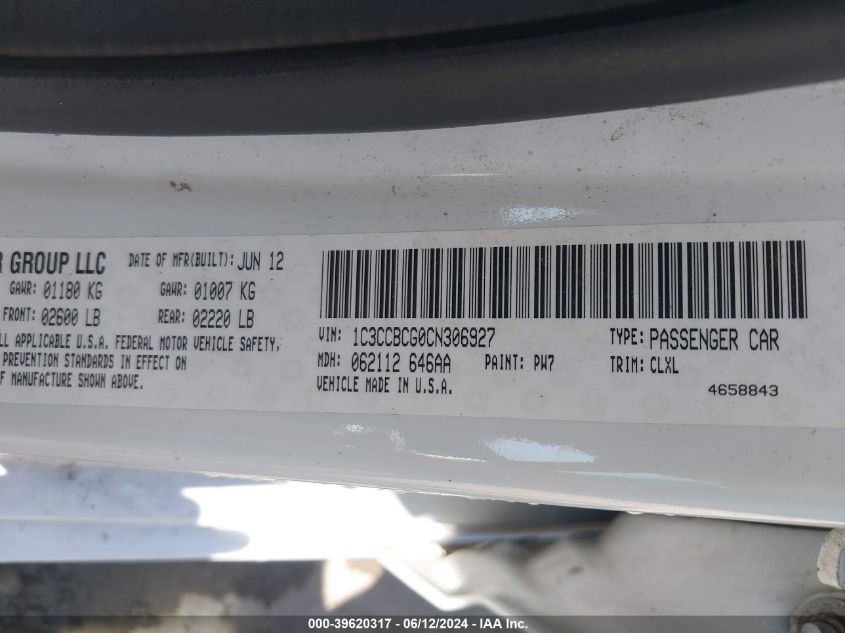 R GROUP LLC DATE OF MFR(BUILT): JUN 12
GAWR: 01180 KG GAWR: 01007 KG
FRONT: 02600 LB REAR: 02220 LB
LL APPLICABLE U.S.A. FEDERAL MOTOR VEHICLE SAFETY,
PREVENTION STANDARDS IN EFFECT ON
OF MANUFACTURE SHOWN ABOVE.
VIN: 1C3CCBCG0CN306927 TYPE: PASSENGER CAR
MDH: 062112 646AA PAINT: PW7 TRIM: CLXL
VEHICLE MADE IN U.S.A. 4658843
000-39620317 - 06/12/2024 - IAA Inc.